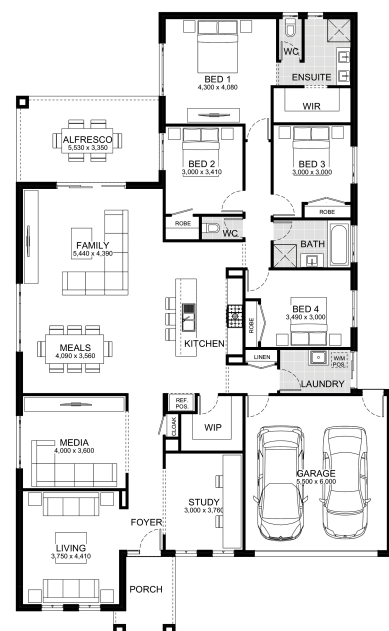 WC
BED 1
4,300 x 4,080
ENSUITE
WIR
ALFRESCO
5,530 x 3,350
BED 2
3,000 x 3,410
BED 3
3,000 x 3,000
ROBE
ROBE
WC
BATH
FAMILY
5,440 x 4,390
BED 4
3,490 x 3,000
ROBE
KITCHEN
MEALS
4,090 x 3,560
LINEN
WM
POS.
LAUNDRY
REF.
POS.
CLOAK
WIP
MEDIA
4,000 x 3,600
GARAGE
5,500 x 6,000
STUDY
3,000 x 3,760
FOYER
LIVING
3,750 x 4,410
PORCH